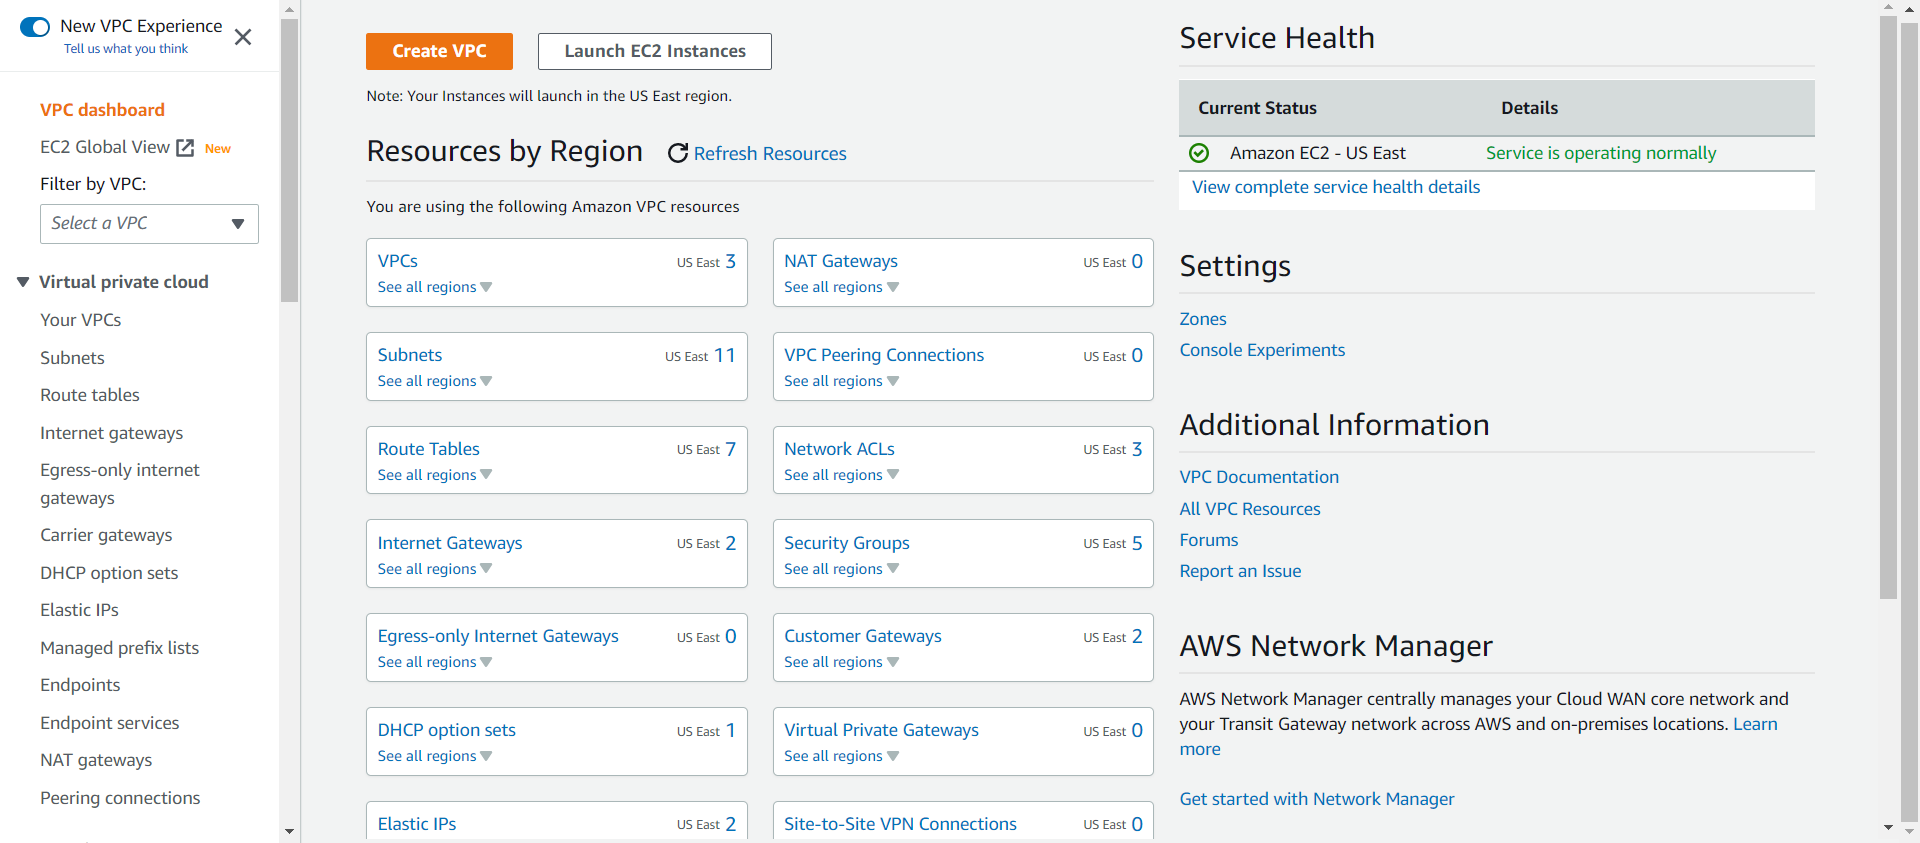 New VPC Experience
Tell us what you think
VPC dashboard
EC2 Global View New
Filter by VPC:
Select a VPC
Virtual private cloud
Your VPCs
Subnets
Route tables
Internet gateways
Egress-only internet
gateways
Carrier gateways
DHCP option sets
Elastic IPs
Managed prefix lists
Endpoints
Endpoint services
NAT gateways
Peering connections
Create VPC
Launch EC2 Instances
Note: Your Instances will launch in the US East region.
Resources by Region
Refresh Resources
You are using the following Amazon VPC resources
VPCs US East 3
See all regions
NAT Gateways US East 0
See all regions
Subnets US East 11
See all regions
VPC Peering Connections US East 0
See all regions
Route Tables US East 7
See all regions
Network ACLs US East 3
See all regions
Internet Gateways US East 2
See all regions
Security Groups US East 5
See all regions
Egress-only Internet Gateways US East 0
See all regions
Customer Gateways US East 2
See all regions
DHCP option sets US East 1
See all regions
Virtual Private Gateways US East 0
See all regions
Elastic IPs US East 2
Site-to-Site VPN Connections US East 0
Service Health
Current Status Details
Amazon EC2 - US East Service is operating normally
View complete service health details
Settings
Zones
Console Experiments
Additional Information
VPC Documentation
All VPC Resources
Forums
Report an Issue
AWS Network Manager
AWS Network Manager centrally manages your Cloud WAN core network and
your Transit Gateway network across AWS and on-premises locations. Learn
more
Get started with Network Manager